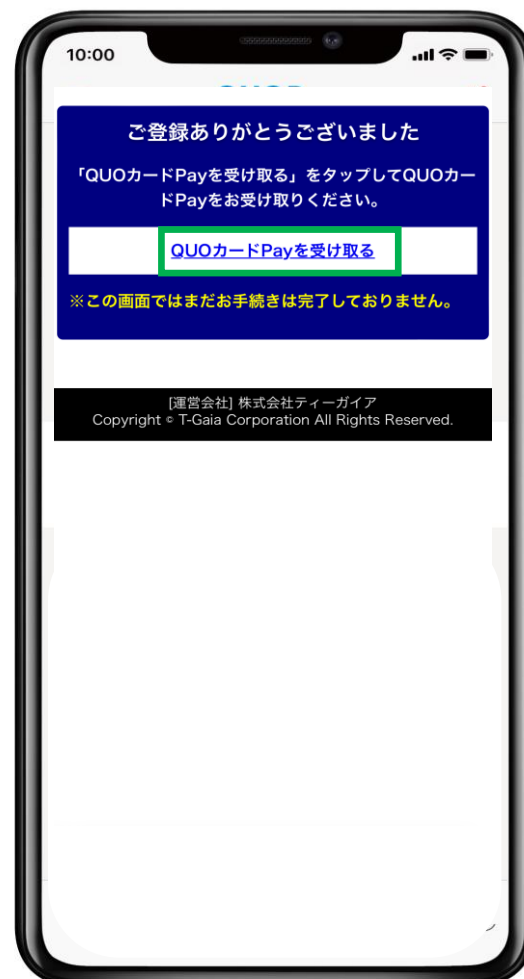 10:00
ご登録ありがとうございました
「QUOカードPayを受け取る」をタップしてQUOカー
ドPayをお受け取りください。
QUOカードPayを受け取る
※この画面ではまだお手続きは完了しておりません。
[運営会社] 株式会社ティーガイア
Copyright © T-Gaia Corporation All Rights Reserved.